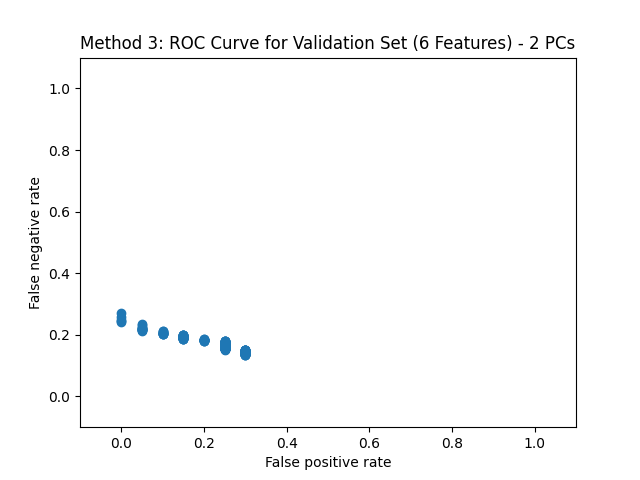 Method 3: ROC Curve for Validation Set (6 Features) - 2 PCs
1.0
0.8
0.6
0.4
0.2
0.0
False negative rate
0.0 0.2 0.4 0.6 0.8 1.0
False positive rate